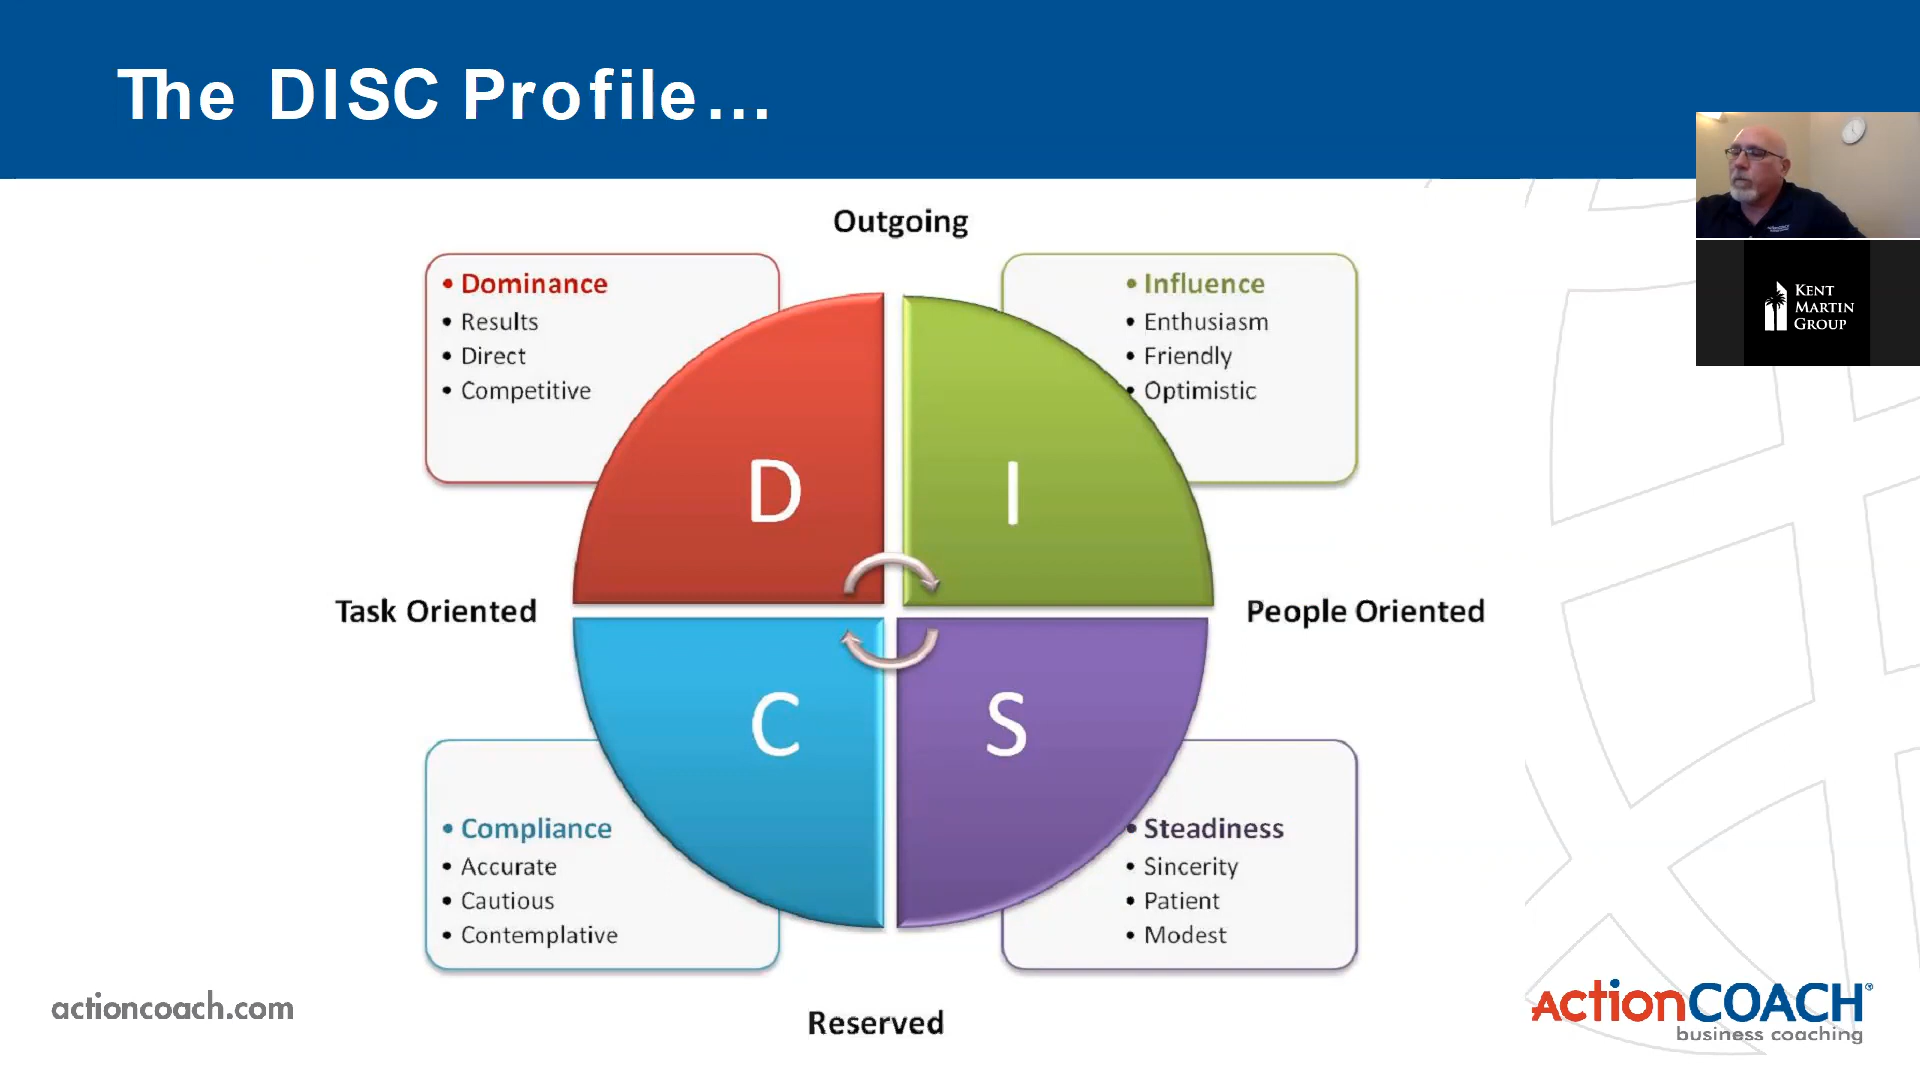 The DISC Profile...
Outgoing
• Dominance
• Results
• Direct
• Competitive
• Influence
• Enthusiasm
• Friendly
• Optimistic
KENT
MARTIN
GROUP
D
I
Task Oriented
People Oriented
C
S
• Compliance
• Accurate
• Cautious
• Contemplative
• Steadiness
• Sincerity
• Patient
• Modest
actioncoach.com
Reserved
ActionCOACH®
business coaching